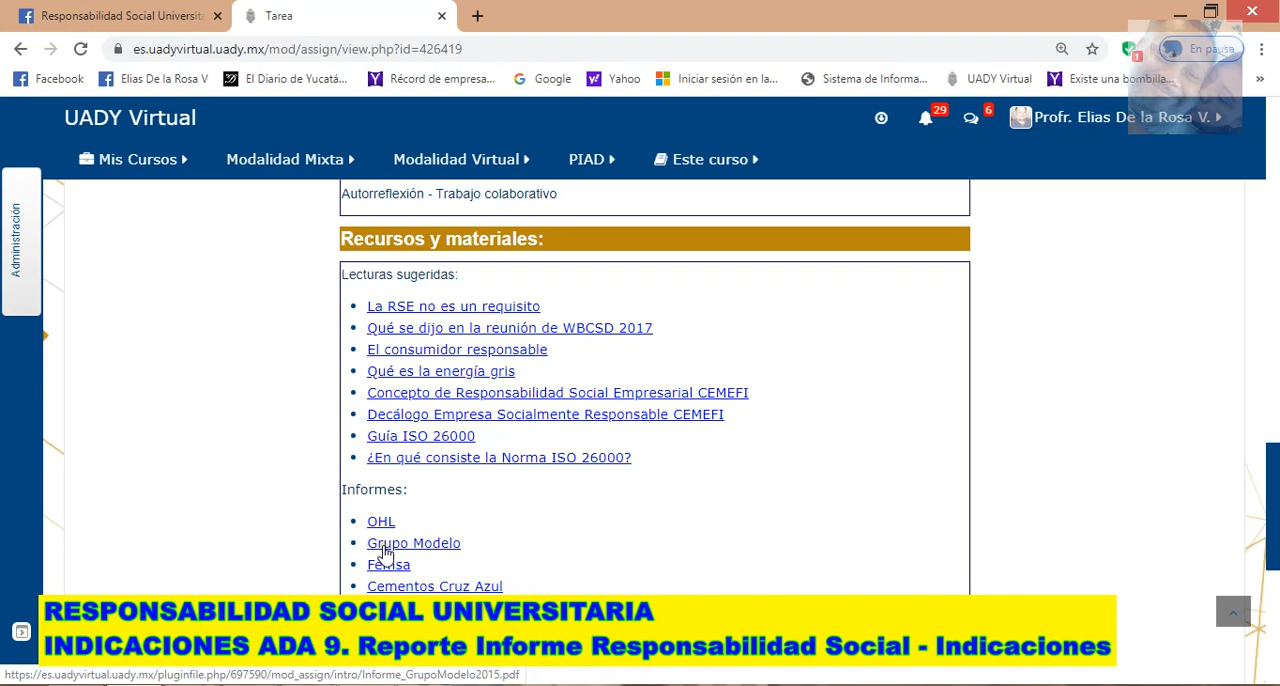 Responsabilidad Social Universita
Tarea
es.uadyvirtual.uady.mx/mod/assign/view.php?id=426419
1
En pausa
Facebook
Elias De la Rosa V
El Diario de Yucatá...
Récord de empresa...
Google
Yahoo
Iniciar sesión en la...
Sistema de Informa...
UADY Virtual
Existe una bombilla...
»
UADY Virtual
29
6
Profr. Elias De la Rosa V.
Mis Cursos
Modalidad Mixta
Modalidad Virtual
PIAD
Este curso
Administración
Autorreflexión - Trabajo colaborativo
Recursos y materiales:
Lecturas sugeridas:
• La RSE no es un requisito
• Qué se dijo en la reunión de WBCSD 2017
• El consumidor responsable
• Qué es la energía gris
• Concepto de Responsabilidad Social Empresarial CEMEFI
• Decálogo Empresa Socialmente Responsable CEMEFI
• Guía ISO 26000
• ¿En qué consiste la Norma ISO 26000?
Informes:
• OHL
• Grupo Modelo
• Femsa
• Cementos Cruz Azul
RESPONSABILIDAD SOCIAL UNIVERSITARIA
INDICACIONES ADA 9. Reporte Informe Responsabilidad Social - Indicaciones
https://es.uadyvirtual.uady.mx/pluginfile.php/697590/mod_assign/intro/Informe_GrupoModelo2015.pdf